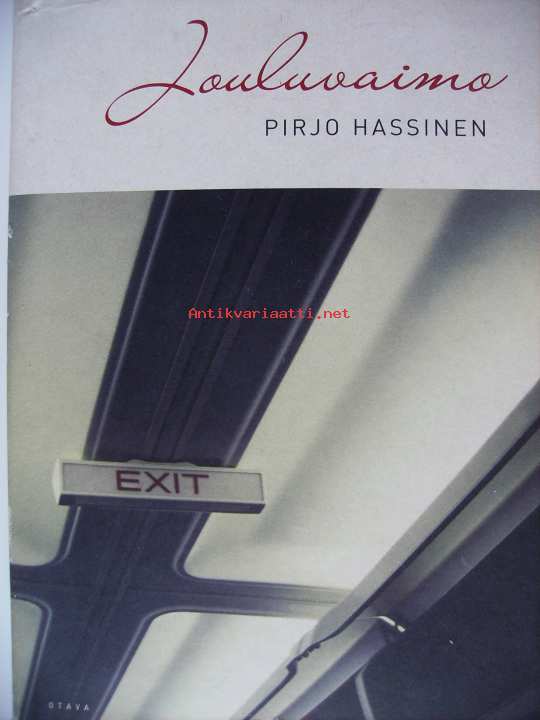 Jouluvaimo
PIRJO HASSINEN
Antikvariaatti.net
EXIT
OTAVA